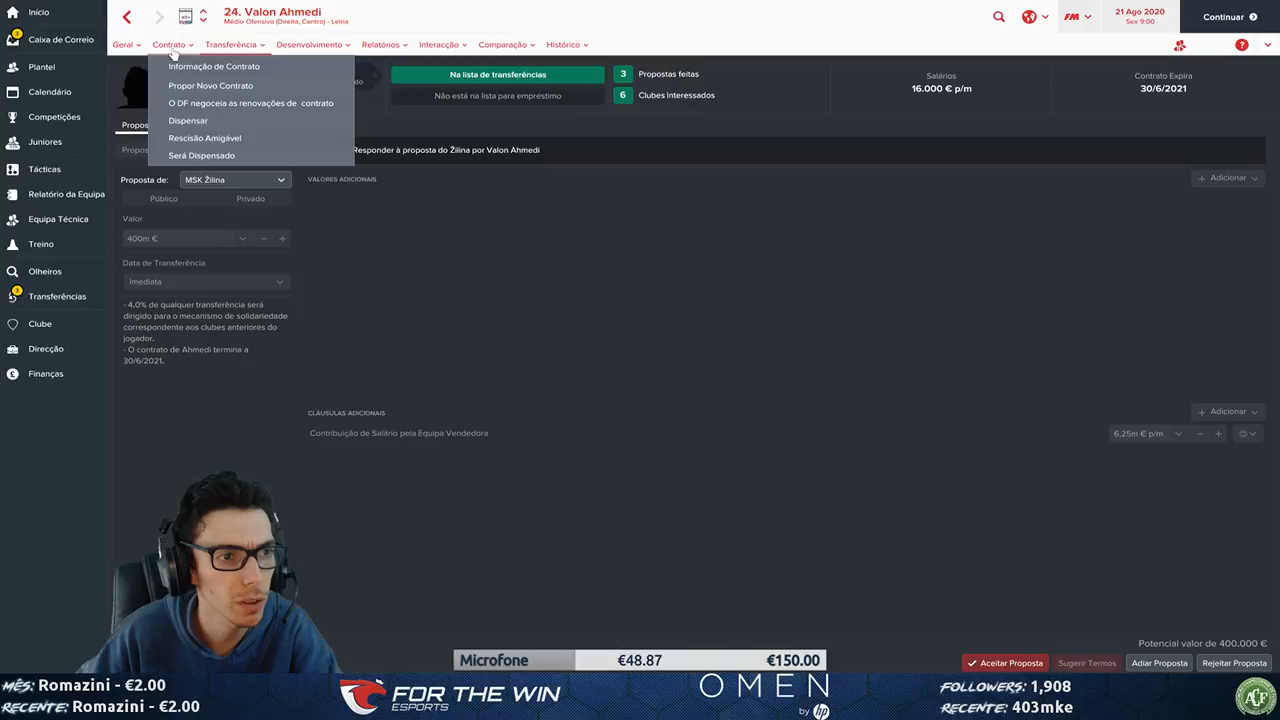 Início
24. Valon Ahmedi
Médio Ofensivo (Direita, Centro) - Leiria
FM
21 Ago 2020
Sex 9:00
Continuar
3
Caixa de Correio
Geral
Contrato
Transferência
Desenvolvimento
Relatórios
Interacção
Comparação
Histórico
Plantel
Calendário
Competições
Juniores
Tácticas
Relatório da Equipa
Equipa Técnica
Treino
Olheiros
3
Transferências
Clube
Direcção
Finanças
Informação de Contrato
Propor Novo Contrato
O DF negoceia as renovações de contrato
Dispensar
Rescisão Amigável
Será Dispensado
Na lista de transferências
Não está na lista para empréstimo
3 Propostas feitas
6 Clubes Interessados
Salários
16.000 € p/m
Contrato Expira
30/6/2021
Propos
Propos
Responder à proposta do Žilina por Valon Ahmedi
Proposta de: MSK Žilina
Público Privado
Valor
400m €
Data de Transferência
Imediata
- 4.0% de qualquer transferência será
dirigido para o mecanismo de solidariedade
correspondente aos clubes anteriores do
jogador.
- O contrato de Ahmedi termina a
30/6/2021.
VALORES ADICIONAIS
Adicionar
CLÁUSULAS ADICIONAIS
Adicionar
Contribuição de Salário pela Equipa Vendedora
6,25m € p/m
Potencial valor de 400.000 €
Aceitar Proposta
Sugerir Termos
Adiar Proposta
Rejeitar Proposta
Microfone €48.87 €150.00
MÊS: Romazini - €2.00
RECENTE: Romazini - €2.00
FOR THE WIN
ESPORTS
OMEN
by hp
FOLLOWERS: 1,908
RECENTE: 403mke